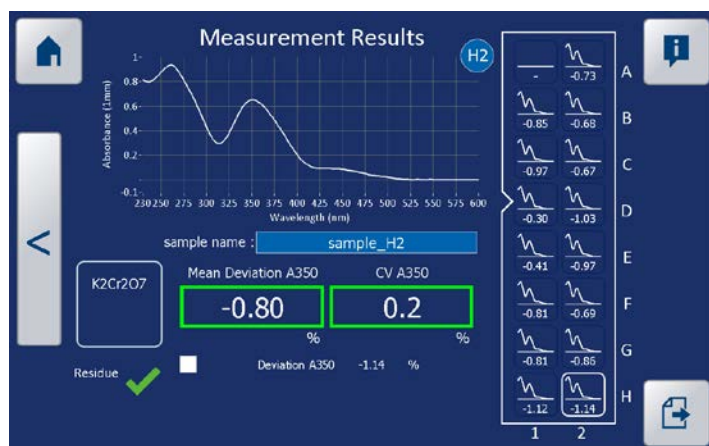 Measurement Results
H2
Absorbance (1mm)
1
0.8
0.6
0.4
0.2
-0.1
230 250 275 300 325 350 375 400 425 450 475 500 525 550 575 600
Wavelength (nm)
sample name : sample_H2
K2Cr2O7
Mean Deviation A350 CV A350
-0.80 0.2
% %
Residue
Deviation A350 -1.14 %
- -0.73 A
-0.85 -0.68 B
-0.97 -0.67 C
-0.30 -1.03 D
-0.41 -0.97 E
-0.81 -0.69 F
-0.81 -0.86 G
-1.12 -1.14 H
1 2
i
<